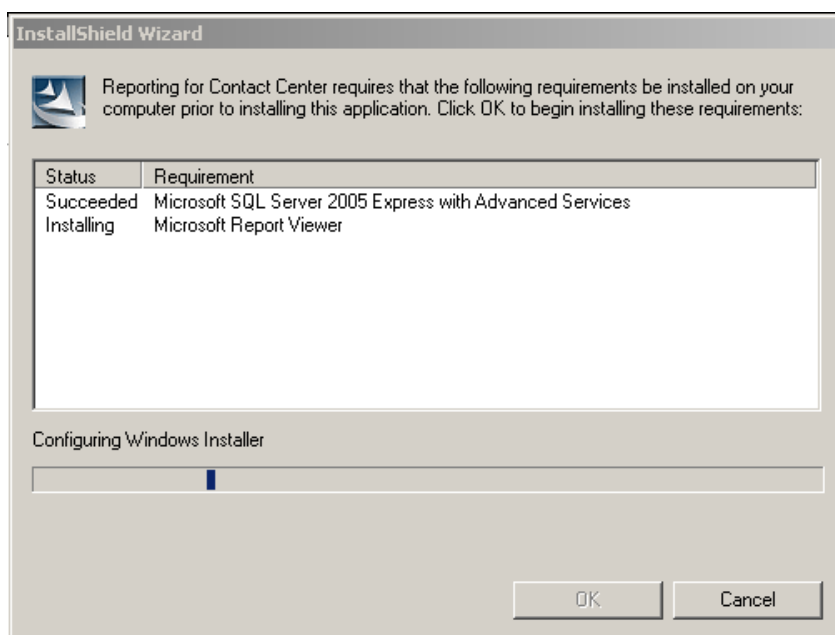 InstallShield Wizard
Reporting for Contact Center requires that the following requirements be installed on your
computer prior to installing this application. Click OK to begin installing these requirements:
Status Requirement
Succeeded Microsoft SQL Server 2005 Express with Advanced Services
Installing Microsoft Report Viewer
Configuring Windows Installer
OK Cancel